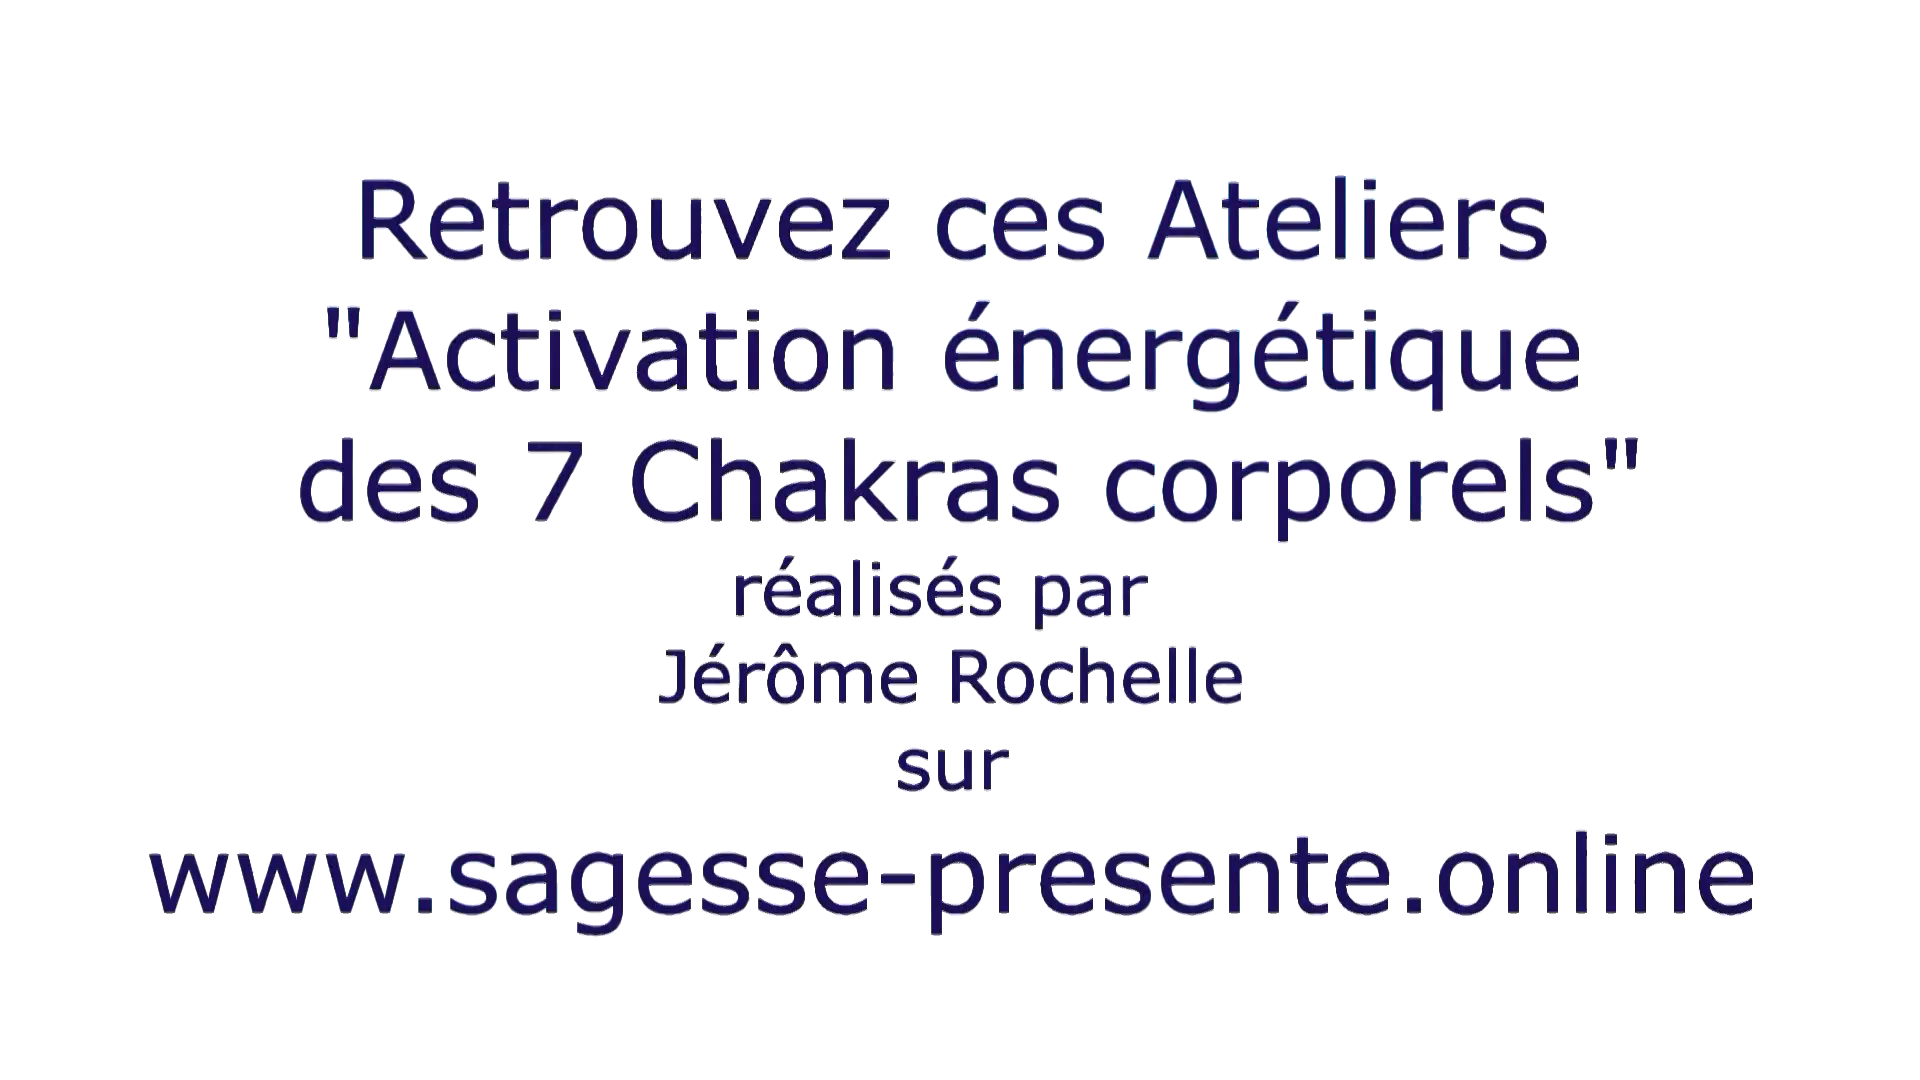 Retrouvez ces Ateliers
"Activation énergétique
des 7 Chakras corporels"
réalisés par
Jérôme Rochelle
sur
www.sagesse-presente.online